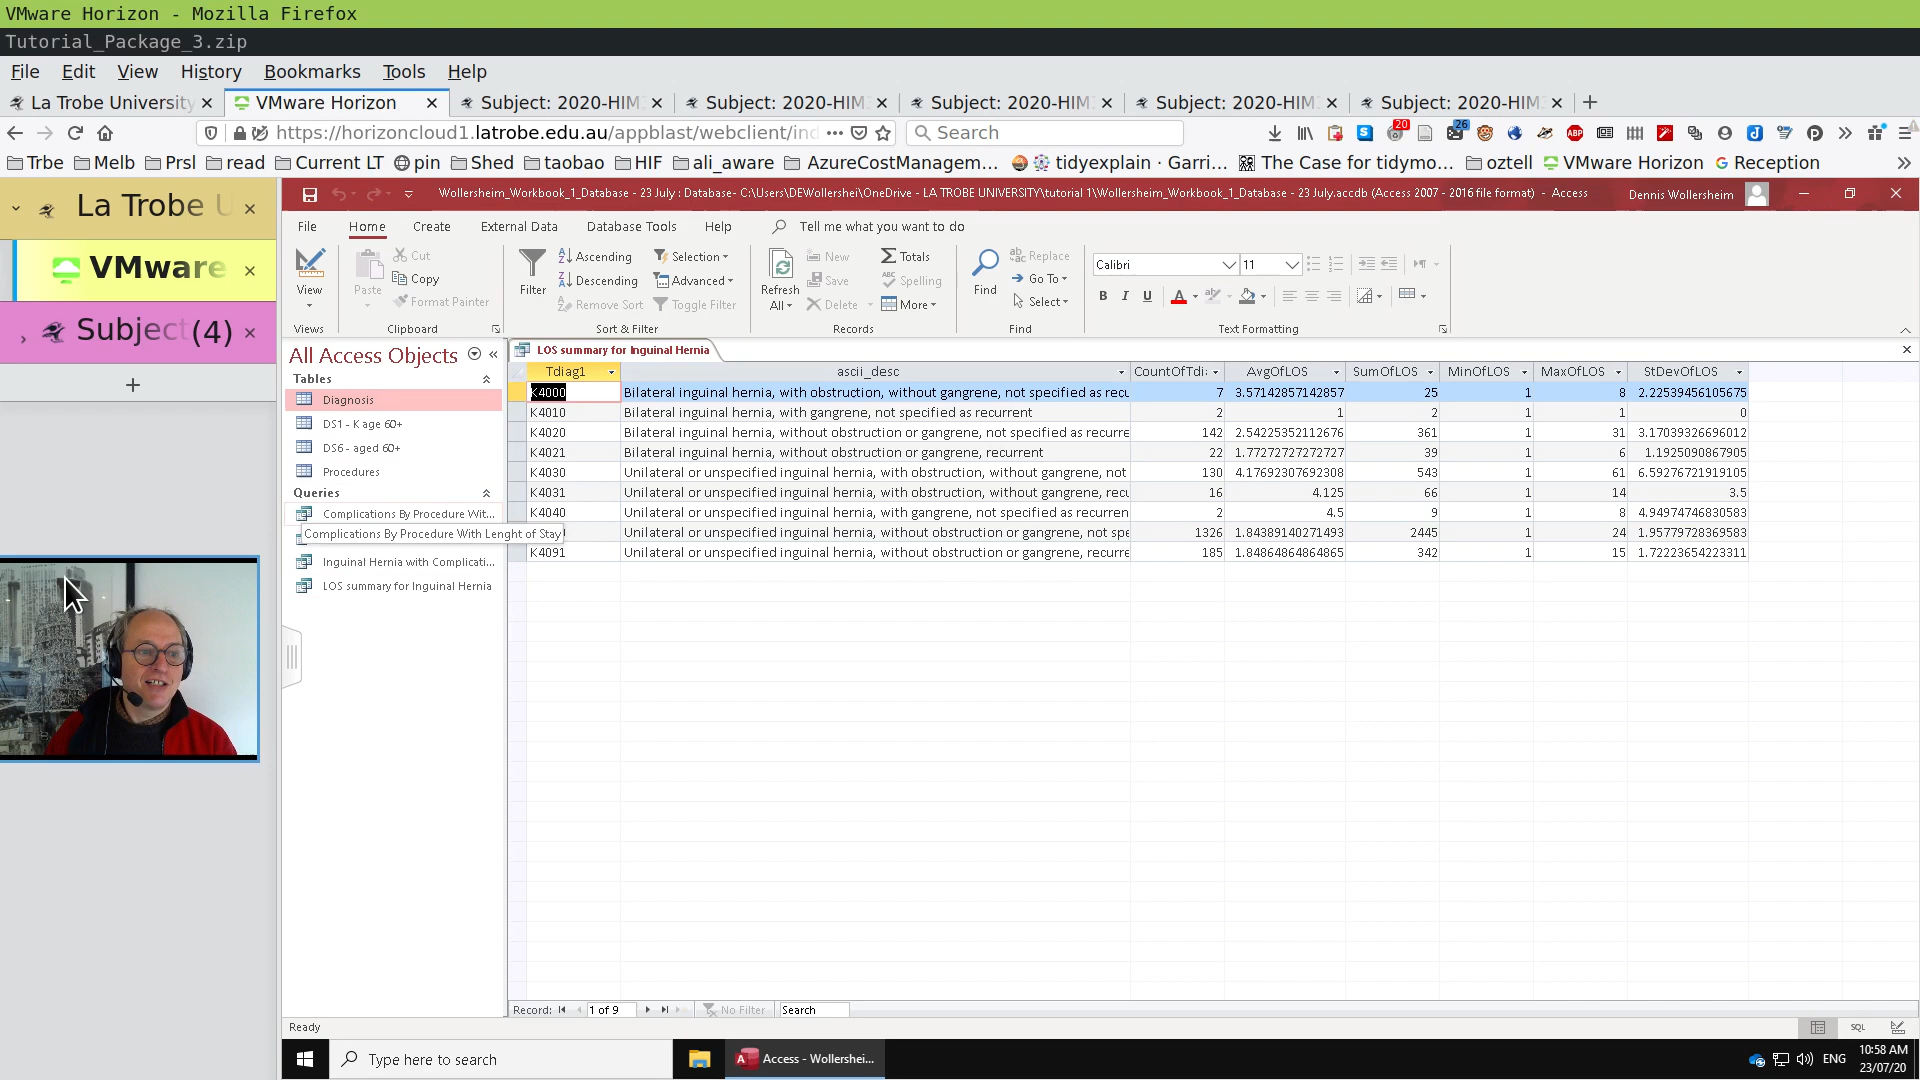 VMware Horizon - Mozilla Firefox
Tutorial_Package_3.zip
File Edit View History Bookmarks Tools Help
La Trobe University VMware Horizon Subject: 2020-HIM Subject: 2020-HIM Subject: 2020-HIM Subject: 2020-HIM Subject: 2020-HIM
https://horizoncloud1.latrobe.edu.au/appblast/webclient/ind Search 20 26 ABP
Trbe Melb Prsl read Current LT pin Shed taobao HIF ali_aware AzureCostManagem... tidyexplain · Garri... The Case for tidymo... oztell VMware Horizon Reception
La Trobe U
VMware
Subject (4)
Wollersheim_Workbook_1_Database - 23 July : Database- C:\Users\DEWollershei\OneDrive - LA TROBE UNIVERSITY\tutorial 1\Wollersheim_Workbook_1_Database - 23 July.accdb (Access 2007 - 2016 file format) - Access Dennis Wollersheim
File Home Create External Data Database Tools Help Tell me what you want to do
View
Views
Paste Cut Copy Format Painter
Clipboard
Filter Ascending Descending Remove Sort Selection Advanced Toggle Filter
Sort & Filter
Refresh All New Save Delete Totals Spelling More
Records
Find Replace Go To Select
Find
Calibri 11 B I U A
Text Formatting
All Access Objects
Tables
Diagnosis
DS1 - K age 60+
DS6 - aged 60+
Procedures
Queries
Complications By Procedure Wit...
Complications By Procedure With Lenght of Stay
Inguinal Hernia with Complicati...
LOS summary for Inguinal Hernia
LOS summary for Inguinal Hernia
Tdiag1 ascii_desc CountOfTdi AvgOfLOS SumOfLOS MinOfLOS MaxOfLOS StDevOfLOS
K4000 Bilateral inguinal hernia, with obstruction, without gangrene, not specified as recu 7 3.57142857142857 25 1 8 2.22539456105675
K4010 Bilateral inguinal hernia, with gangrene, not specified as recurrent 2 1 2 1 1 0
K4020 Bilateral inguinal hernia, without obstruction or gangrene, not specified as recurre 142 2.54225352112676 361 1 31 3.17039326696012
K4021 Bilateral inguinal hernia, without obstruction or gangrene, recurrent 22 1.77272727272727 39 1 6 1.1925090867905
K4030 Unilateral or unspecified inguinal hernia, with obstruction, without gangrene, not 130 4.17692307692308 543 1 61 6.59276721919105
K4031 Unilateral or unspecified inguinal hernia, with obstruction, without gangrene, recu 16 4.125 66 1 14 3.5
K4040 Unilateral or unspecified inguinal hernia, with gangrene, not specified as recurren 2 4.5 9 1 8 4.94974746830583
Unilateral or unspecified inguinal hernia, without obstruction or gangrene, not spe 1326 1.84389140271493 2445 1 24 1.95779728369583
K4091 Unilateral or unspecified inguinal hernia, without obstruction or gangrene, recurre 185 1.84864864864865 342 1 15 1.72223654223311
Record: 1 of 9 No Filter Search
Ready SQL
Type here to search Access - Wollershei... ENG 10:58 AM
23/07/20